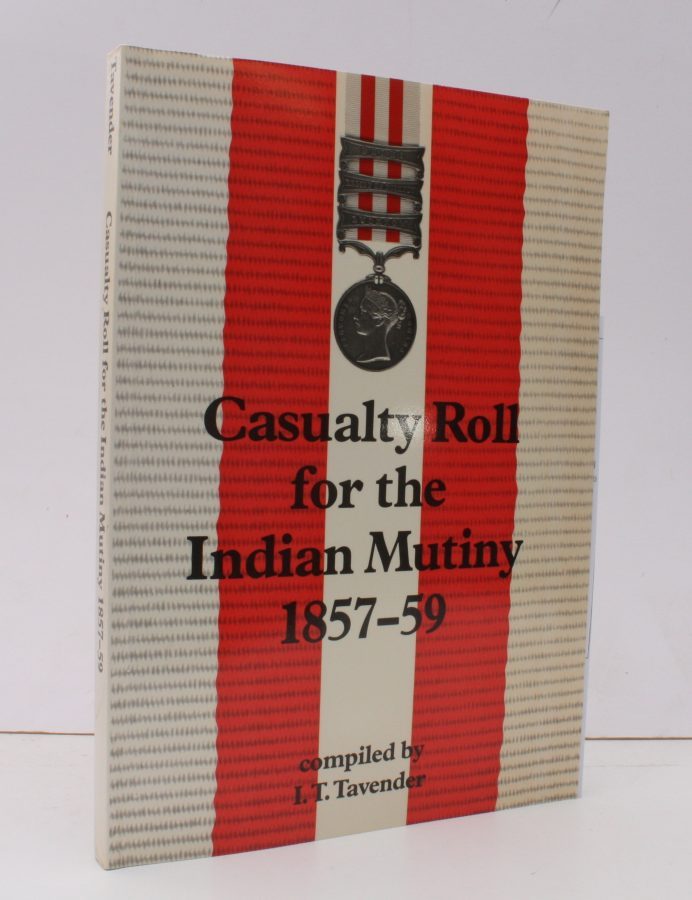 Tavender Casualty Roll for the Indian Mutiny 1857-59
Casualty Roll
for the
Indian Mutiny
1857-59
compiled by
I. T. Tavender